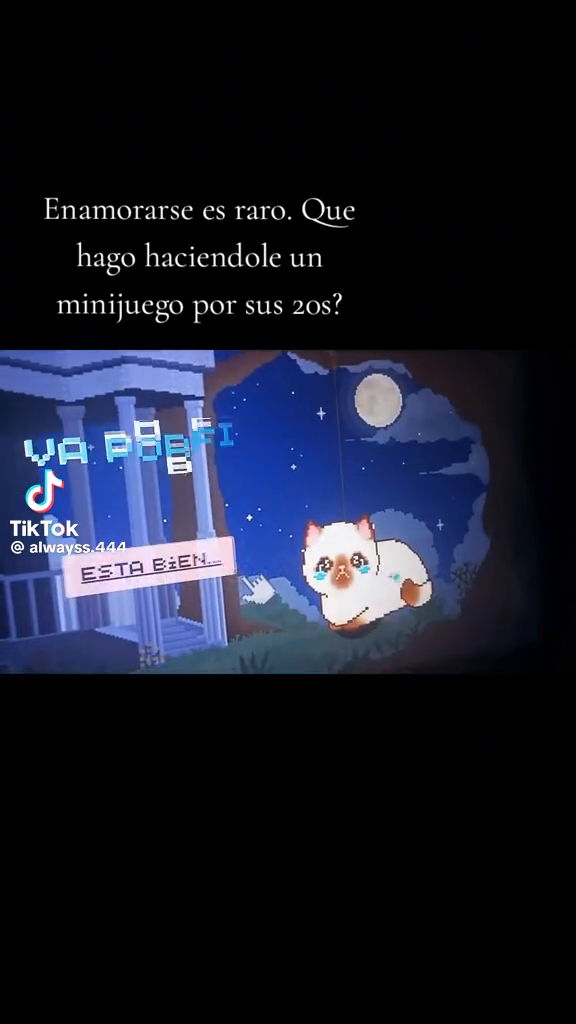 Enamorarse es raro. Que
hago haciendole un
minijuego por sus 20s?
VA PORFI
TikTok
@ alwayss.444
ESTA BIEN...